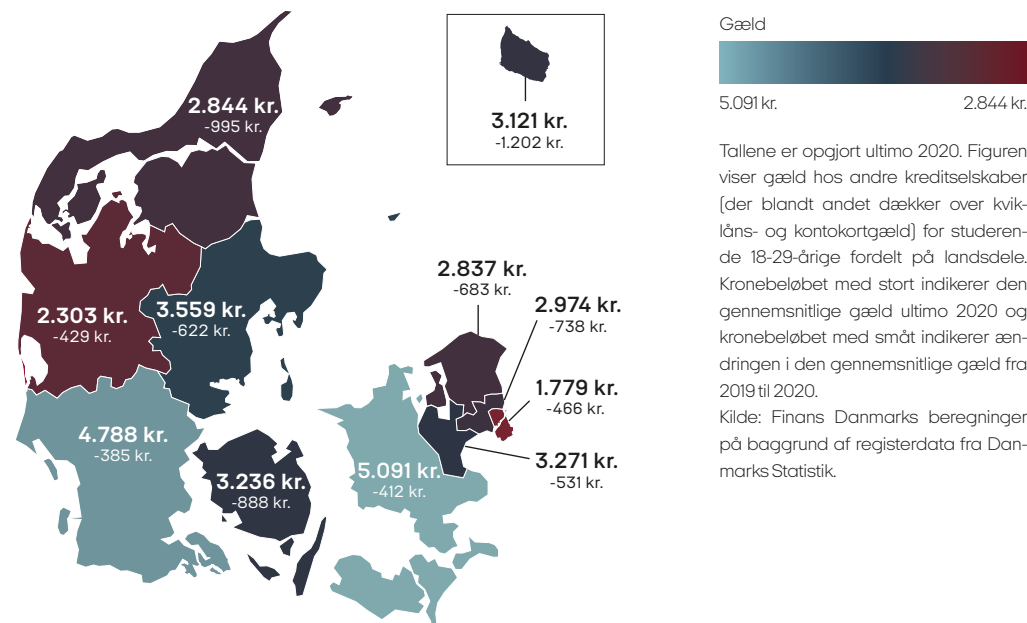 2.844 kr.
-995 kr.
3.121 kr.
-1.202 kr.
2.303 kr.
-429 kr.
3.559 kr.
-622 kr.
2.837 kr.
-683 kr.
2.974 kr.
-738 kr.
1.779 kr.
-466 kr.
3.271 kr.
-531 kr.
4.788 kr.
-385 kr.
3.236 kr.
-888 kr.
5.091 kr.
-412 kr.
Gæld
5.091 kr.
2.844 kr.
Tallene er opgjort ultimo 2020. Figuren
viser gæld hos andre kreditselskaber
(der blandt andet dækker over kvik-
låns- og kontokortgæld) for studeren-
de 18-29-årige fordelt på landsdele.
Kronebeløbet med stort indikerer den
gennemsnitlige gæld ultimo 2020 og
kronebeløbet med småt indikerer æn-
dringen i den gennemsnitlige gæld fra
2019 til 2020.
Kilde: Finans Danmarks beregninger
på baggrund af registerdata fra Dan-
marks Statistik.